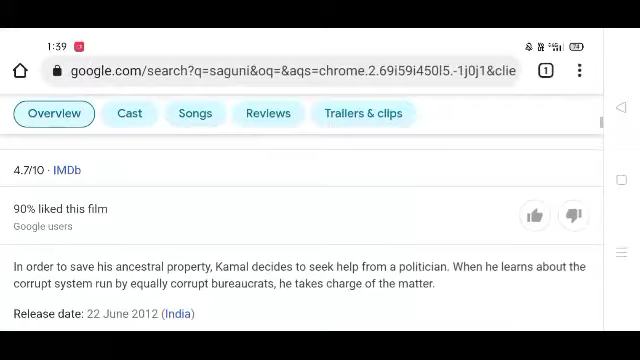 1:39
74
google.com/search?q=saguni&oq=&aqs=chrome.2.69i59i450l5.-1j0j1&clie
1
Overview
Cast
Songs
Reviews
Trailers & clips
4.7/10 · IMDb
90% liked this film
Google users
In order to save his ancestral property, Kamal decides to seek help from a politician. When he learns about the
corrupt system run by equally corrupt bureaucrats, he takes charge of the matter.
Release date: 22 June 2012 (India)